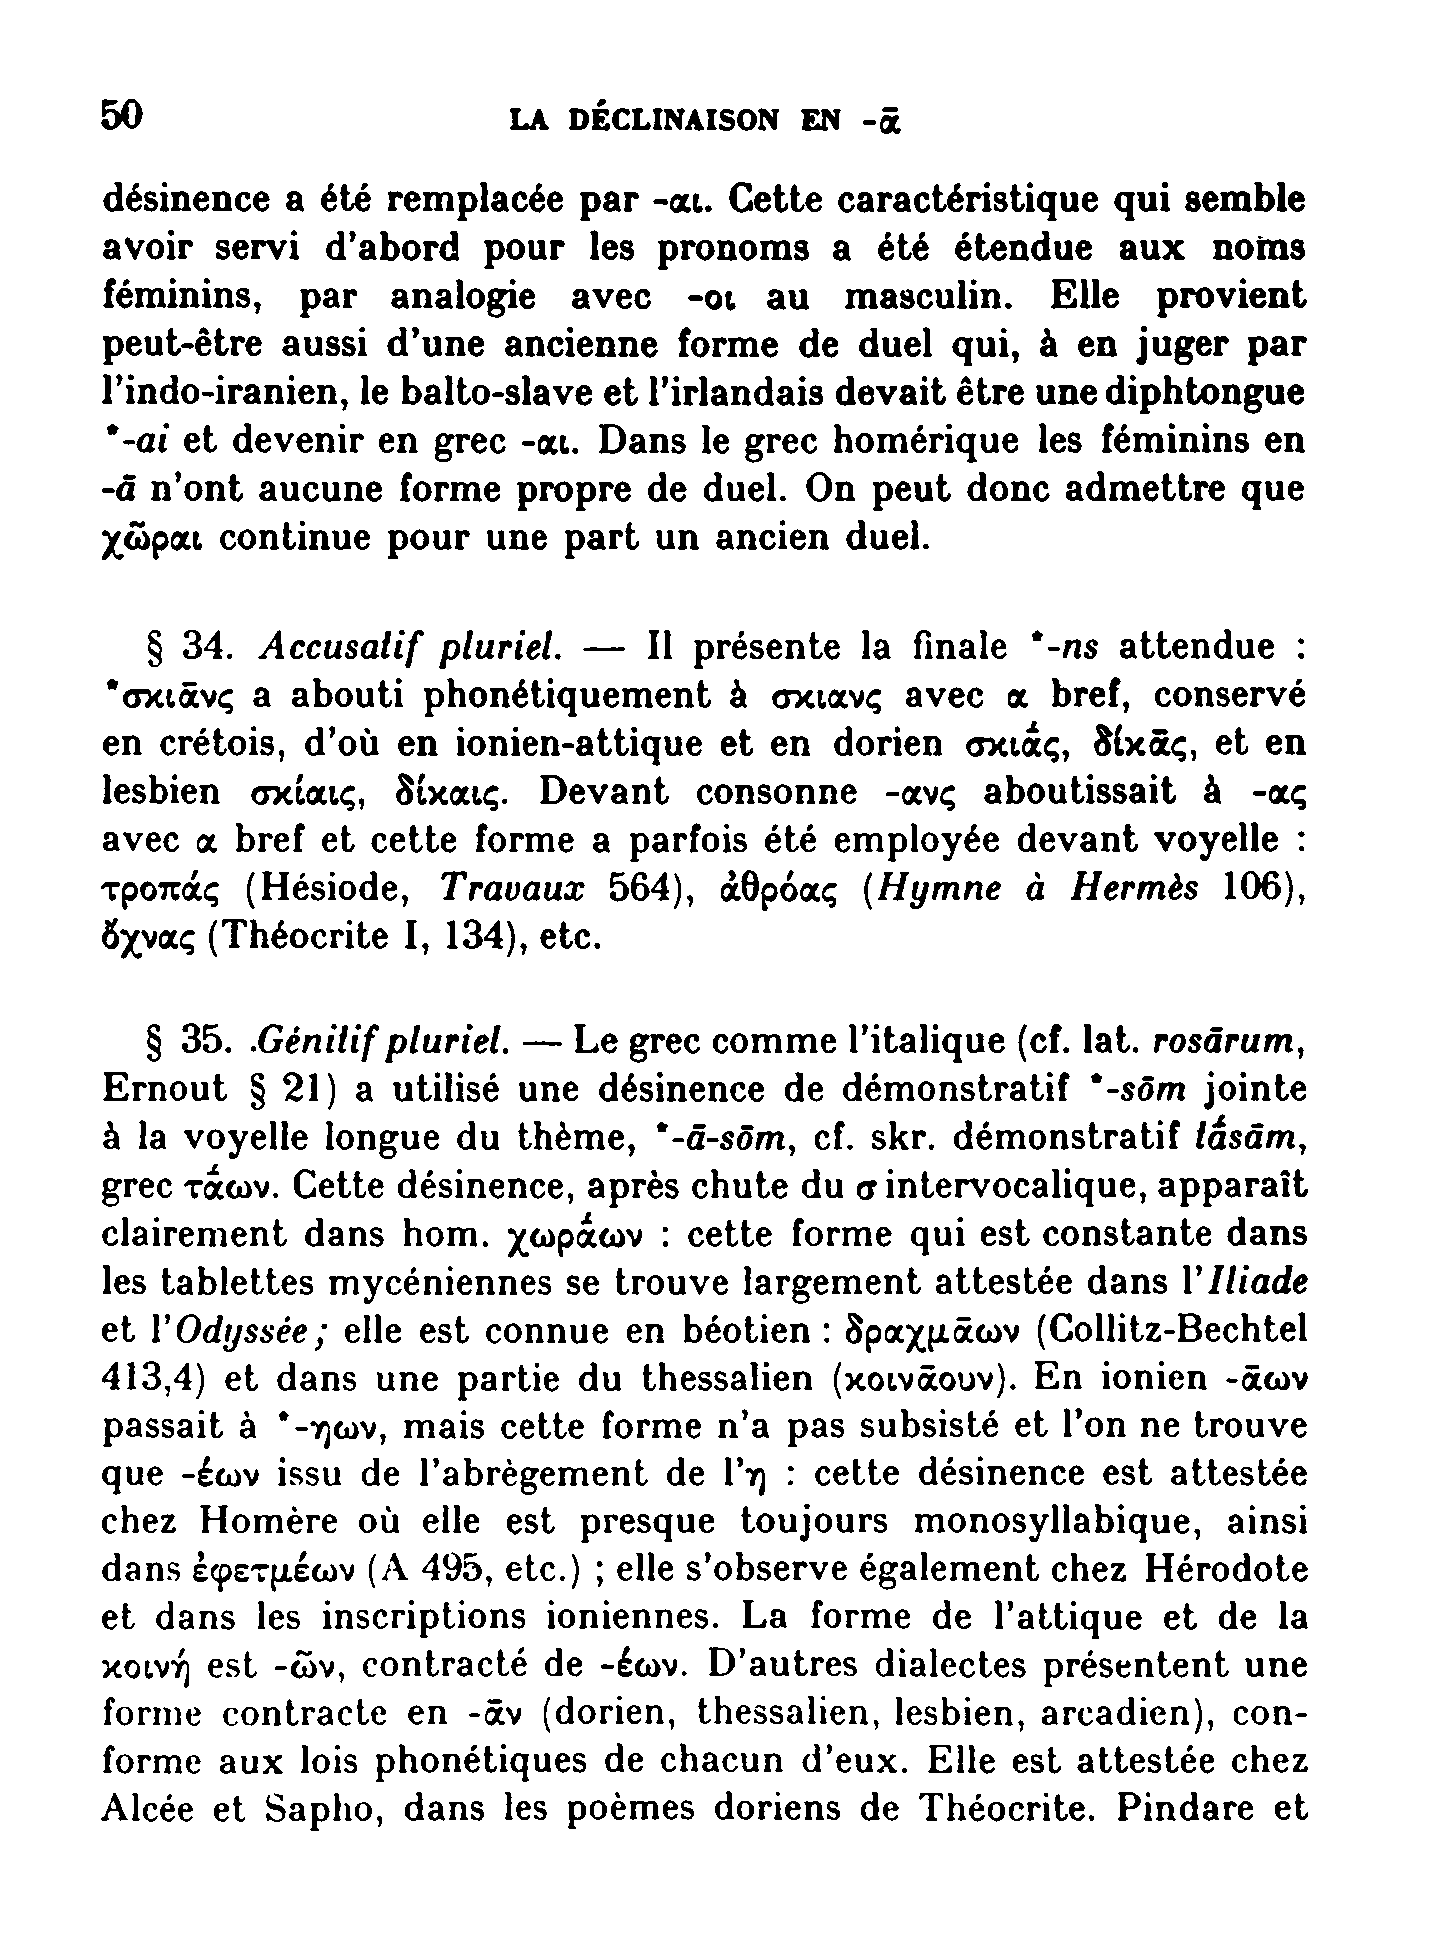 50
LA DÉCLINAISON EN -ᾱ
désinence a été remplacée par -αι. Cette caractéristique qui semble
avoir servi d'abord pour les pronoms a été étendue aux noms
féminins, par analogie avec -οι au masculin. Elle provient
peut-être aussi d'une ancienne forme de duel qui, à en juger par
l'indo-iranien, le balto-slave et l'irlandais devait être une diphtongue
*-ai et devenir en grec -αι. Dans le grec homérique les féminins en
-ā n'ont aucune forme propre de duel. On peut donc admettre que
χῶραι continue pour une part un ancien duel.
§ 34. Accusatif pluriel. — Il présente la finale *-ns attendue :
*σκιᾱνς a abouti phonétiquement à σκιανς avec α bref, conservé
en crétois, d'où en ionien-attique et en dorien σκιᾱ́ς, δίκᾱς, et en
lesbien σκίαις, δίκαις. Devant consonne -ανς aboutissait à -ας
avec α bref et cette forme a parfois été employée devant voyelle :
τροπάς (Hésiode, Travaux 564), ἀθρόας (Hymne à Hermès 106),
ὄχνας (Théocrite I, 134), etc.
§ 35. .Génitif pluriel. — Le grec comme l'italique (cf. lat. rosārum,
Ernout § 21) a utilisé une désinence de démonstratif *-sōm jointe
à la voyelle longue du thème, *-ā-sōm, cf. skr. démonstratif tā́sām,
grec τᾱ́ων. Cette désinence, après chute du σ intervocalique, apparaît
clairement dans hom. χωρᾱ́ων : cette forme qui est constante dans
les tablettes mycéniennes se trouve largement attestée dans l'Iliade
et l'Odyssée; elle est connue en béotien : δραχμᾱων (Collitz-Bechtel
413,4) et dans une partie du thessalien (κοινᾱουν). En ionien -ᾱων
passait à *-ηων, mais cette forme n'a pas subsisté et l'on ne trouve
que -έων issu de l'abrègement de l'η : cette désinence est attestée
chez Homère où elle est presque toujours monosyllabique, ainsi
dans ἐφετμέων (A 495, etc.) ; elle s'observe également chez Hérodote
et dans les inscriptions ioniennes. La forme de l'attique et de la
κοινή est -ῶν, contracté de -έων. D'autres dialectes présentent une
forme contracte en -ᾱν (dorien, thessalien, lesbien, arcadien), con-
forme aux lois phonétiques de chacun d'eux. Elle est attestée chez
Alcée et Sapho, dans les poèmes doriens de Théocrite. Pindare et